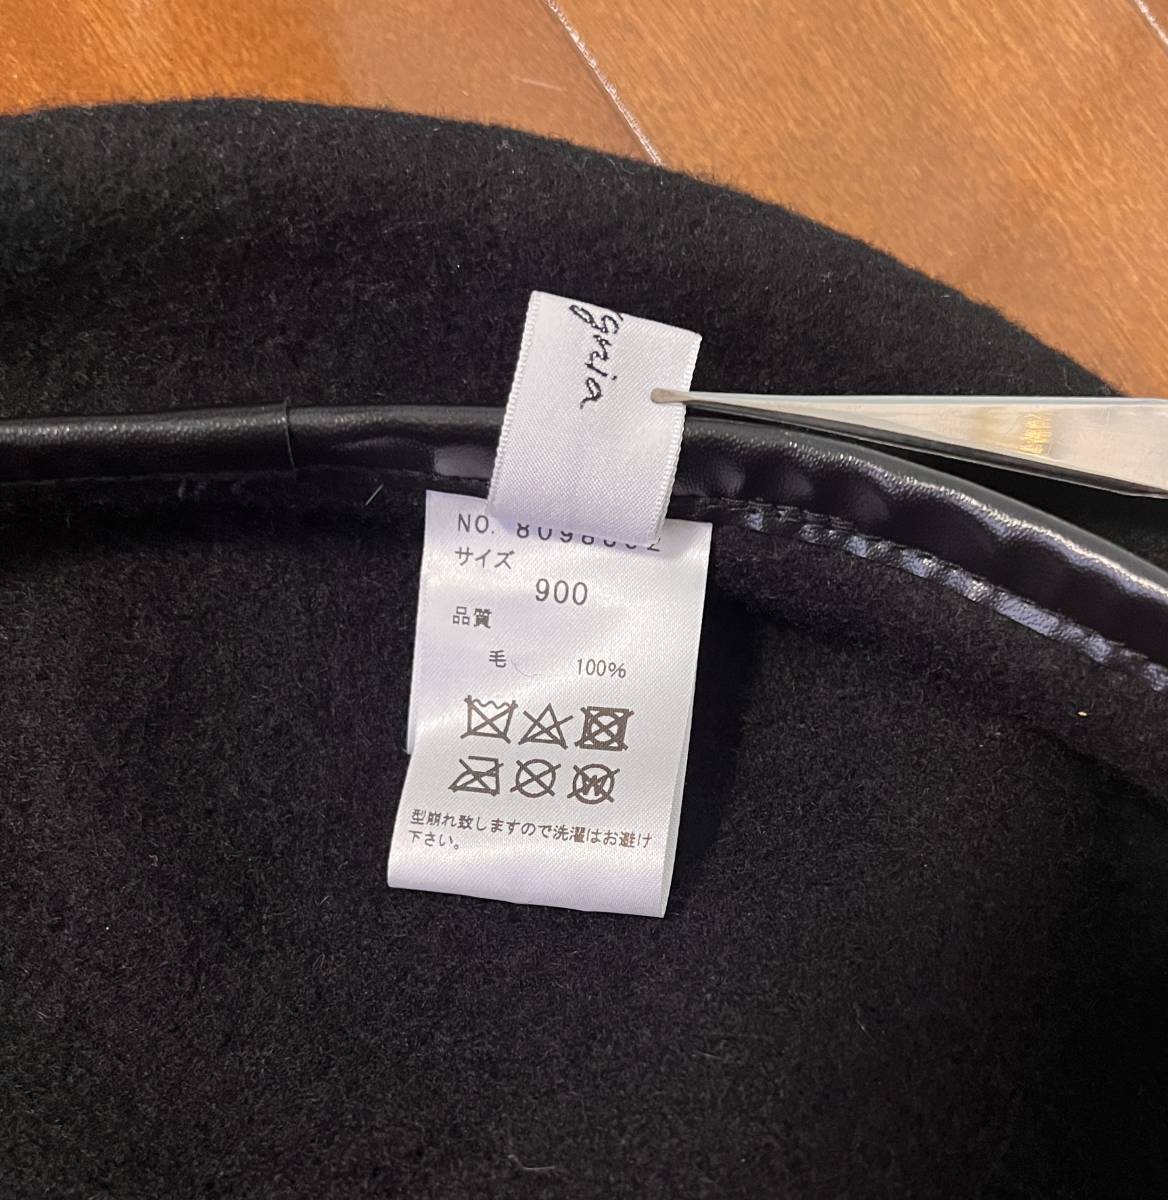 gnia
NO.
サイズ
900
品質
毛 100%
W
型崩れ致しますので洗濯はお避け
下さい。